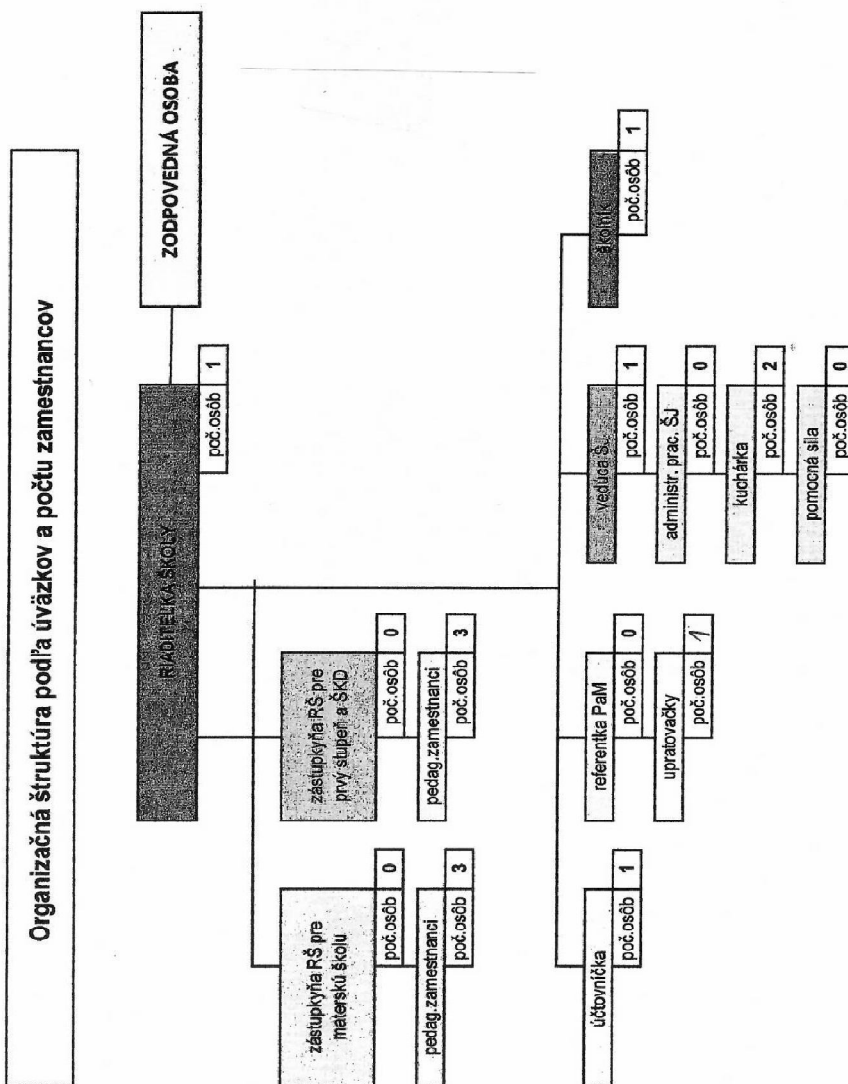 Organizačná štruktúra podľa úväzkov a počtu zamestnancov
ZODPOVEDNÁ OSOBA
RIADITEĽKA ŠKOLY
poč.osôb 1
zástupkyňa RŠ pre
materskú školu
poč.osôb 0
pedag.zamestnanci
poč.osôb 3
zástupkyňa RŠ pre
prvý stupeň a ŠKD
poč.osôb 0
pedag.zamestnanci
poč.osôb 3
účtovníčka
poč.osôb 1
referentka PaM
poč.osôb 0
upratovačky
poč.osôb 1
vedúca ŠJ
poč.osôb 1
administr. prac. ŠJ
poč.osôb 0
kuchárka
poč.osôb 2
pomocná sila
poč.osôb 0
školník
poč.osôb 1